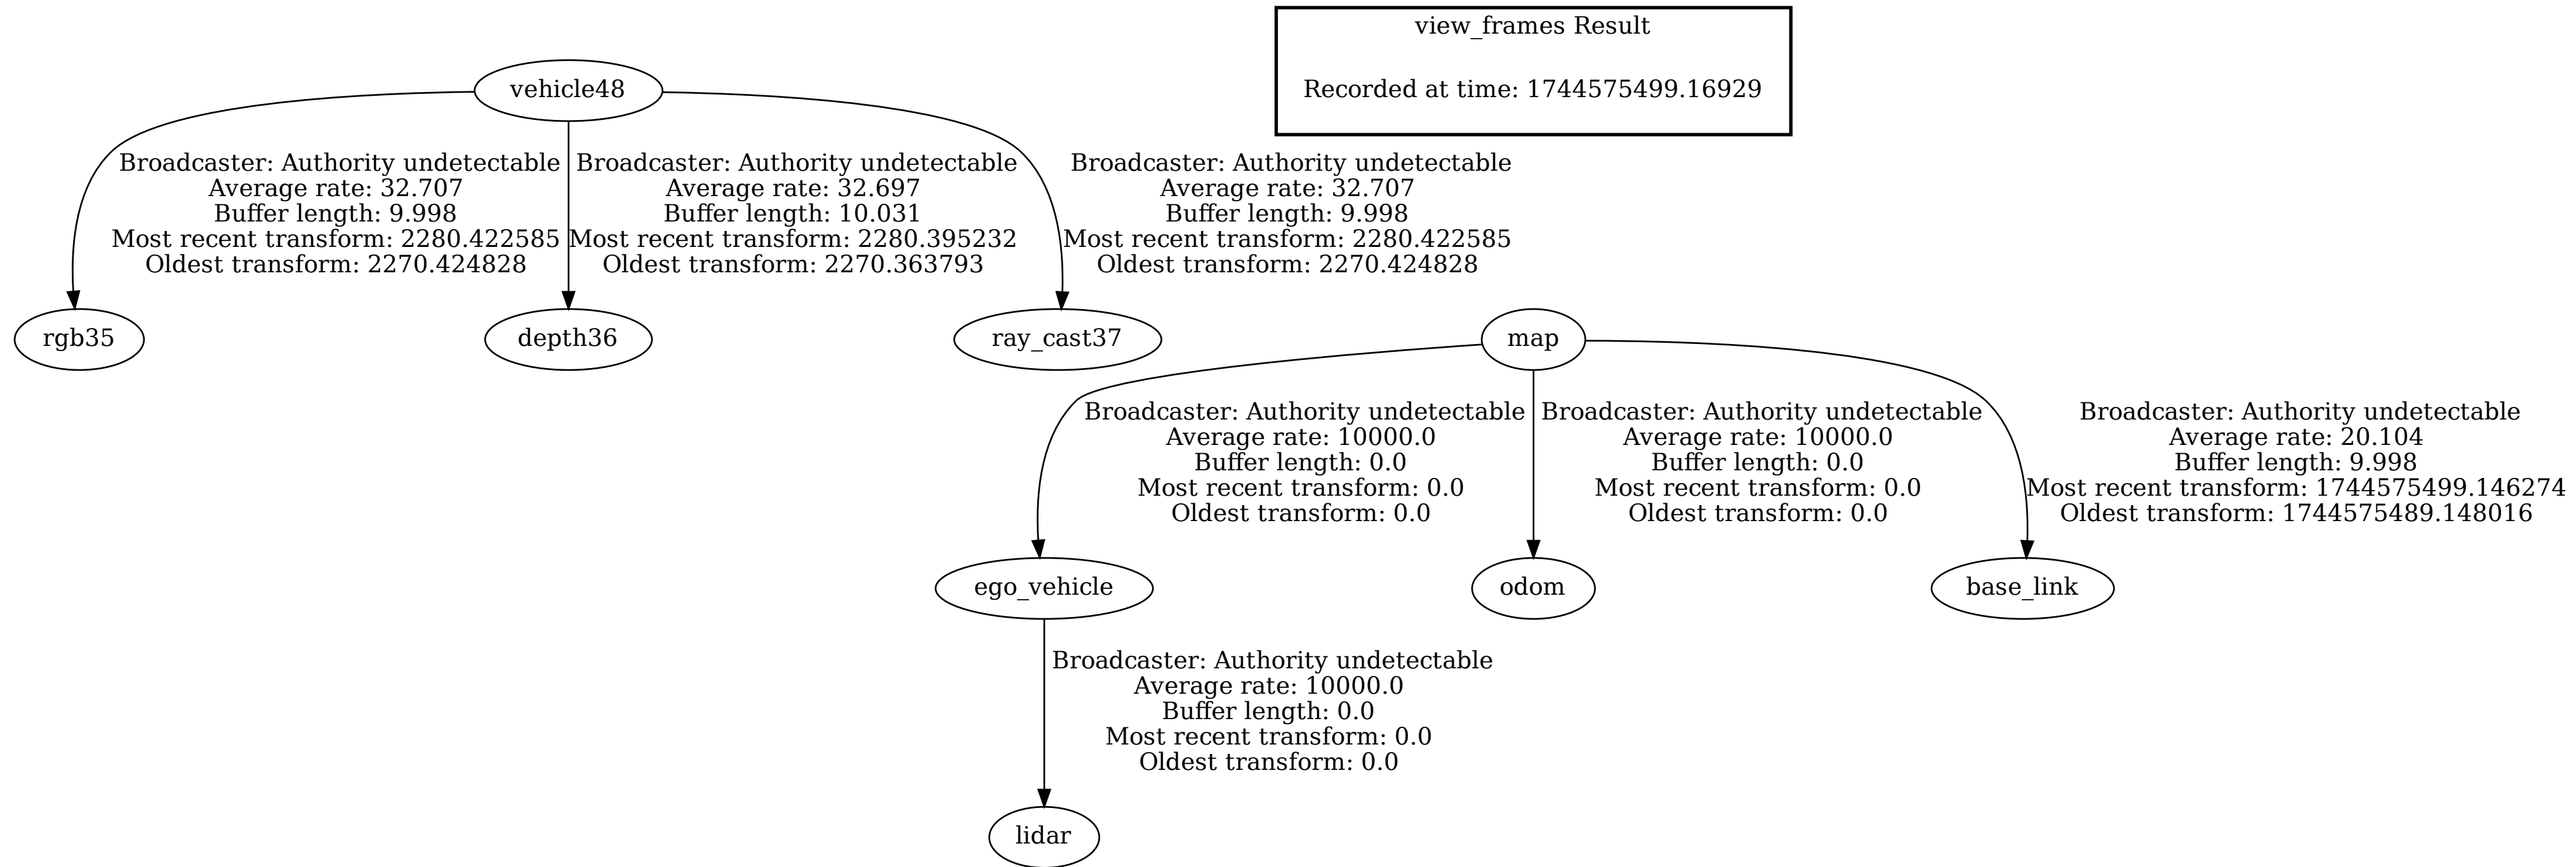 view_frames Result
Recorded at time: 1744575499.16929
vehicle48
Broadcaster: Authority undetectable
Average rate: 32.707
Buffer length: 9.998
Most recent transform: 2280.422585
Oldest transform: 2270.424828
Broadcaster: Authority undetectable
Average rate: 32.697
Buffer length: 10.031
Most recent transform: 2280.395232
Oldest transform: 2270.363793
Broadcaster: Authority undetectable
Average rate: 32.707
Buffer length: 9.998
Most recent transform: 2280.422585
Oldest transform: 2270.424828
rgb35
depth36
ray_cast37
map
Broadcaster: Authority undetectable
Average rate: 10000.0
Buffer length: 0.0
Most recent transform: 0.0
Oldest transform: 0.0
Broadcaster: Authority undetectable
Average rate: 10000.0
Buffer length: 0.0
Most recent transform: 0.0
Oldest transform: 0.0
Broadcaster: Authority undetectable
Average rate: 20.104
Buffer length: 9.998
Most recent transform: 1744575499.146274
Oldest transform: 1744575489.148016
ego_vehicle
odom
base_link
Broadcaster: Authority undetectable
Average rate: 10000.0
Buffer length: 0.0
Most recent transform: 0.0
Oldest transform: 0.0
lidar